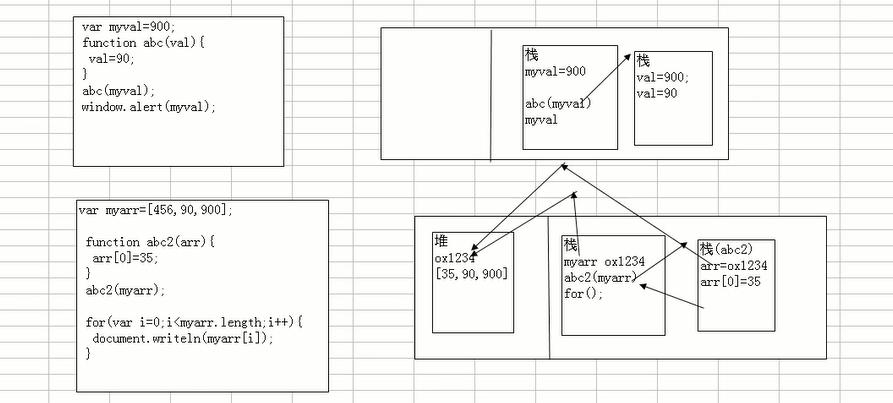 var myval=900;
function abc(val){
val=90;
}
abc(myval);
window.alert(myval);
栈
myval=900
abc(myval)
myval
栈
val=900;
val=90
var myarr=[456,90,900];
function abc2(arr){
arr[0]=35;
}
abc2(myarr);
for(var i=0;i<myarr.length;i++){
document.writeln(myarr[i]);
}
堆
ox1234
[35,90,900]
栈
myarr ox1234
abc2(myarr)
for();
栈(abc2)
arr=ox1234
arr[0]=35